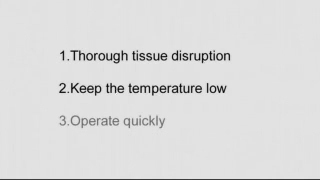 1.Thorough tissue disruption
2.Keep the temperature low
3.Operate quickly